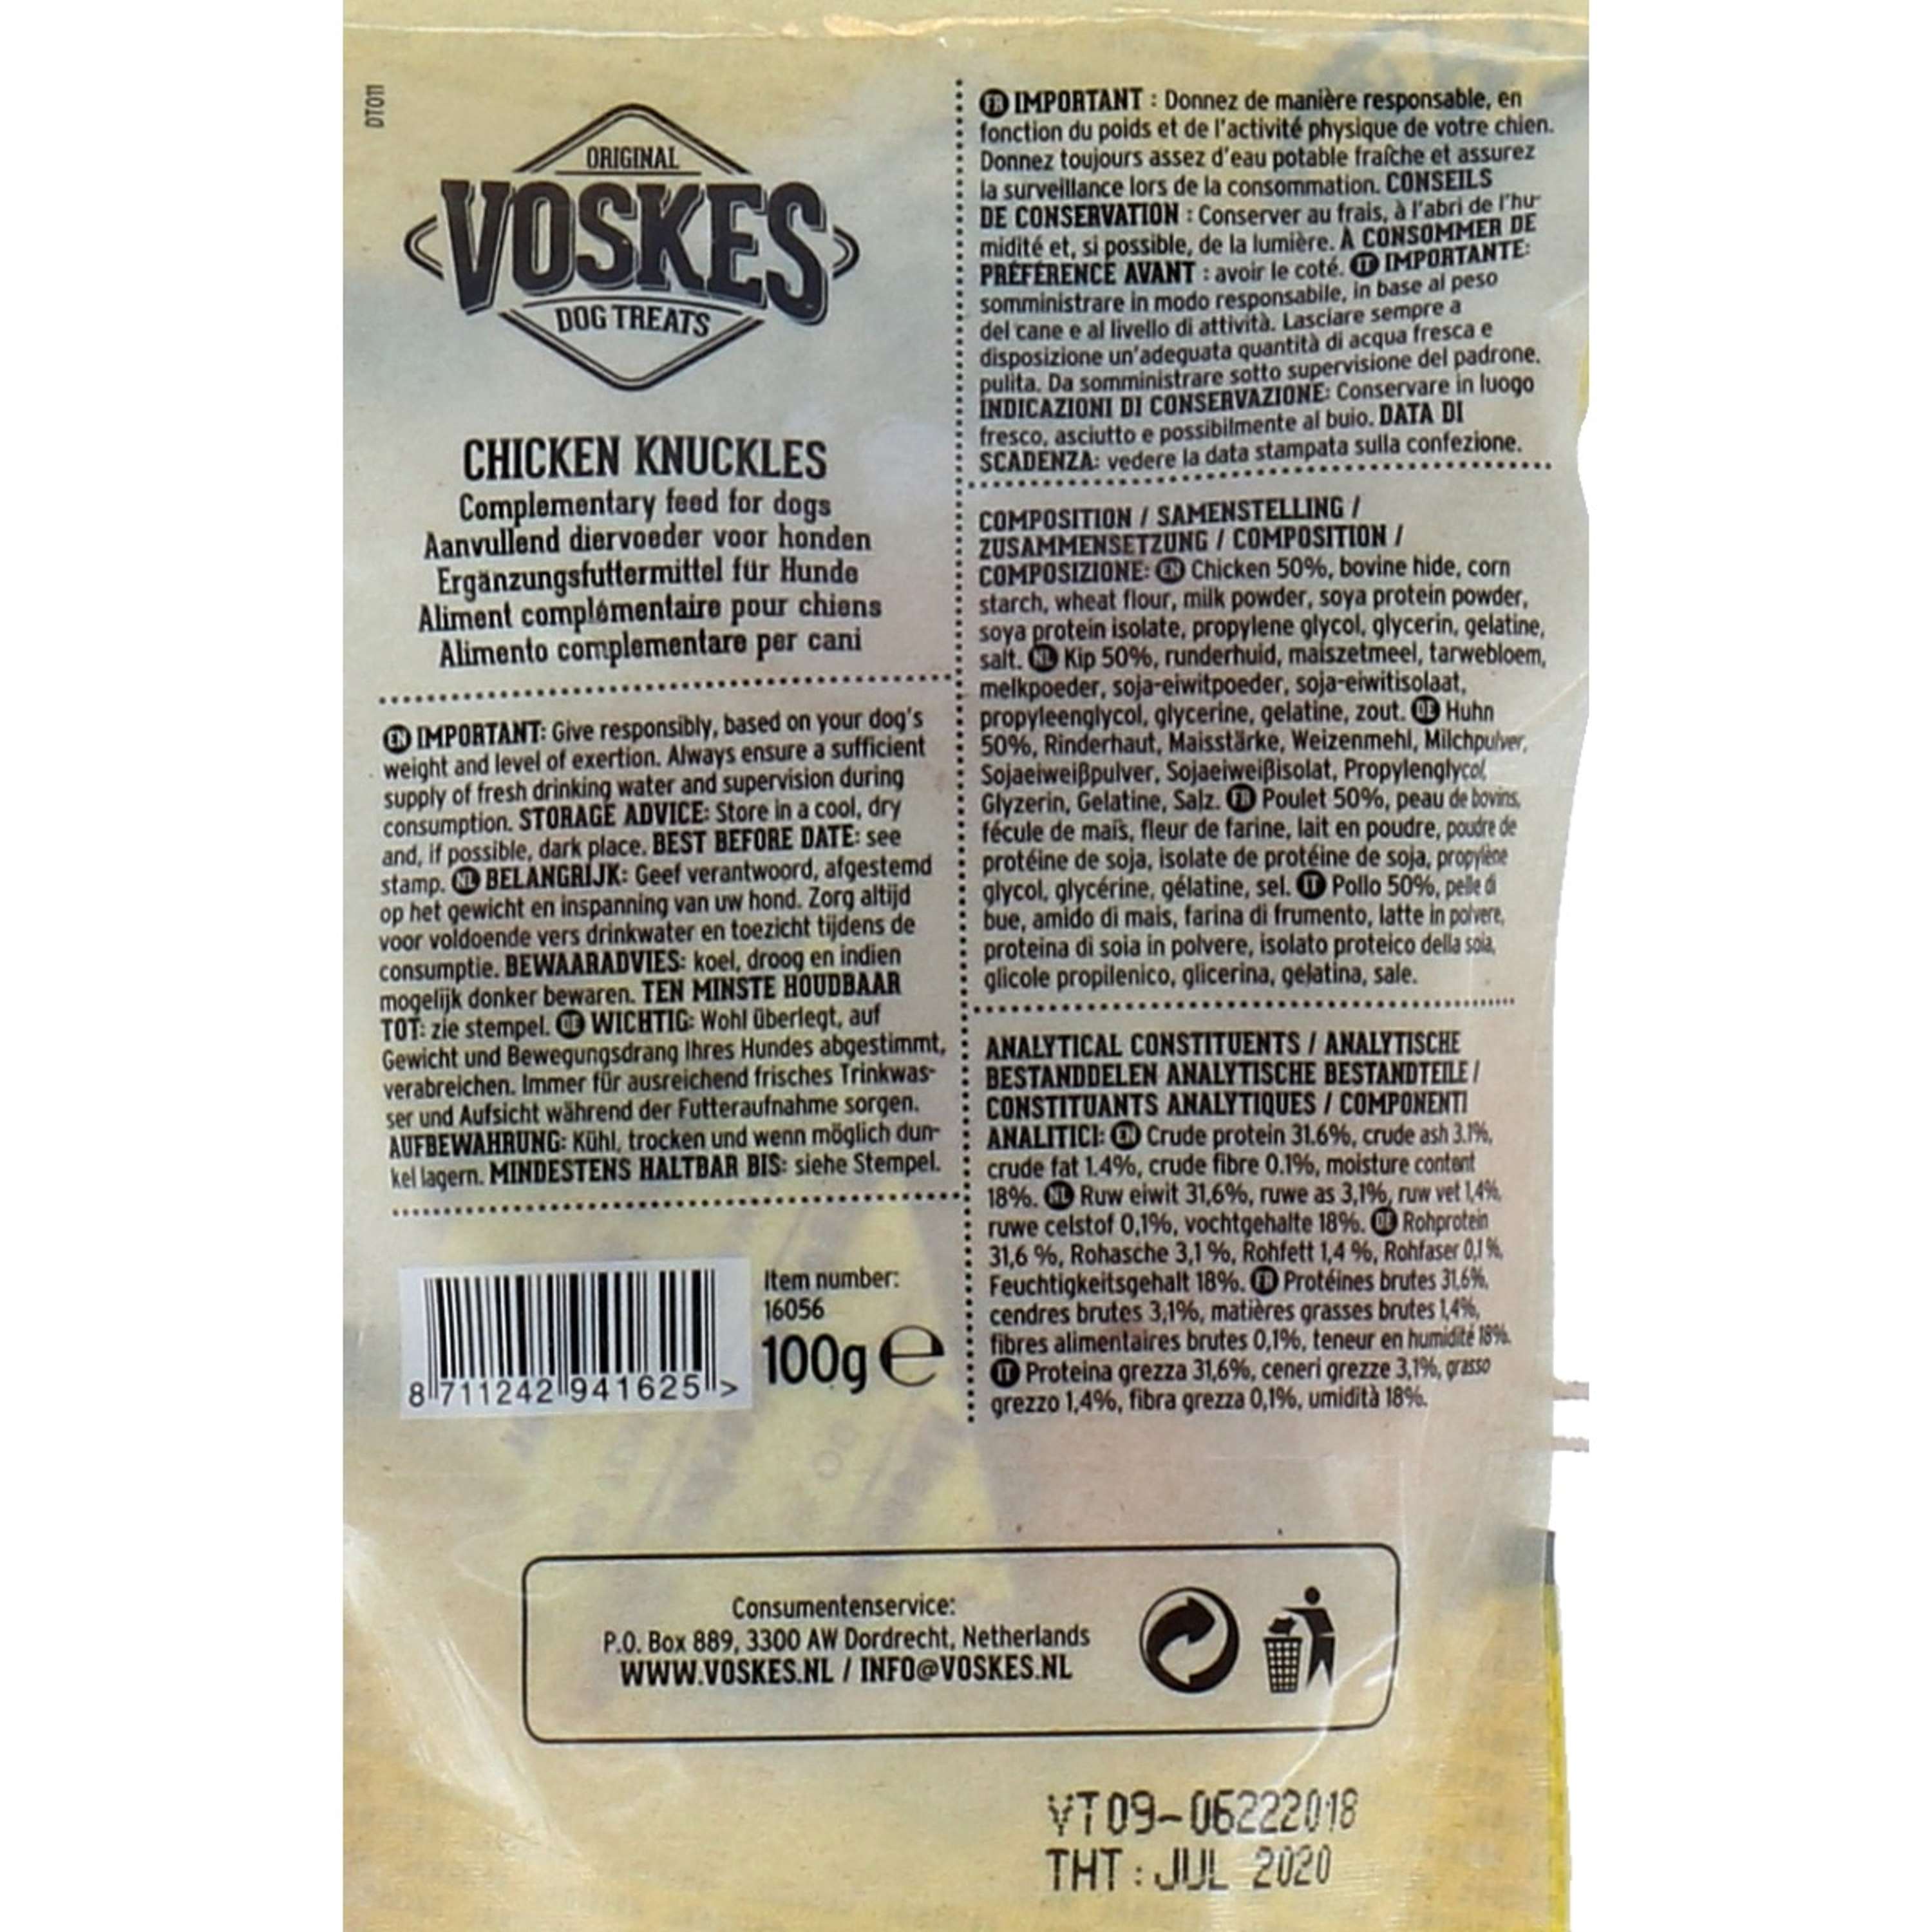 DT011
ORIGINAL
VOSKES
DOG TREATS
CHICKEN KNUCKLES
Complementary feed for dogs
Aanvullend diervoeder voor honden
Ergänzungsfuttermittel für Hunde
Aliment complémentaire pour chiens
Alimento complementare per cani
EN IMPORTANT: Give responsibly, based on your dog's
weight and level of exertion. Always ensure a sufficient
supply of fresh drinking water and supervision during
consumption. STORAGE ADVICE: Store in a cool, dry
and, if possible, dark place. BEST BEFORE DATE: see
stamp. NL BELANGRIJK: Geef verantwoord, afgestemd
op het gewicht en inspanning van uw hond. Zorg altijd
voor voldoende vers drinkwater en toezicht tijdens de
consumptie. BEWAARADVIES: koel, droog en indien
mogelijk donker bewaren. TEN MINSTE HOUDBAAR
TOT: zie stempel. DE WICHTIG: Wohl überlegt, auf
Gewicht und Bewegungsdrang Ihres Hundes abgestimmt,
verabreichen. Immer für ausreichend frisches Trinkwas-
ser und Aufsicht während der Futteraufnahme sorgen.
AUFBEWAHRUNG: Kühl, trocken und wenn möglich dun-
kel lagern. MINDESTENS HALTBAR BIS: siehe Stempel.
8 711242 941625 >
Item number:
16056
100g e
FR IMPORTANT : Donnez de manière responsable, en
fonction du poids et de l'activité physique de votre chien.
Donnez toujours assez d'eau potable fraîche et assurez
la surveillance lors de la consommation. CONSEILS
DE CONSERVATION : Conserver au frais, à l'abri de l'hu-
midité et, si possible, de la lumière. À CONSOMMER DE
PRÉFÉRENCE AVANT : avoir le coté. IT IMPORTANTE:
somministrare in modo responsabile, in base al peso
del cane e al livello di attività. Lasciare sempre a
disposizione un'adeguata quantità di acqua fresca e
pulita. Da somministrare sotto supervisione del padrone.
INDICAZIONI DI CONSERVAZIONE: Conservare in luogo
fresco, asciutto e possibilmente al buio. DATA DI
SCADENZA: vedere la data stampata sulla confezione.
COMPOSITION / SAMENSTELLING /
ZUSAMMENSETZUNG / COMPOSITION /
COMPOSIZIONE: EN Chicken 50%, bovine hide, corn
starch, wheat flour, milk powder, soya protein powder,
soya protein isolate, propylene glycol, glycerin, gelatine,
salt. NL Kip 50%, runderhuid, maïszetmeel, tarwebloem,
melkpoeder, soja-eiwitpoeder, soja-eiwitisolaat,
propyleenglycol, glycerine, gelatine, zout. DE Huhn
50%, Rinderhaut, Maisstärke, Weizenmehl, Milchpulver,
Sojaeiweißpulver, Sojaeiweißisolat, Propylenglycol,
Glyzerin, Gelatine, Salz. FR Poulet 50%, peau de bovins,
fécule de maïs, fleur de farine, lait en poudre, poudre de
protéine de soja, isolate de protéine de soja, propylène
glycol, glycérine, gélatine, sel. IT Pollo 50%, pelle di
bue, amido di mais, farina di frumento, latte in polvere,
proteina di soia in polvere, isolato proteico della soia,
glicole propilenico, glicerina, gelatina, sale.
ANALYTICAL CONSTITUENTS / ANALYTISCHE
BESTANDDELEN ANALYTISCHE BESTANDTEILE /
CONSTITUANTS ANALYTIQUES / COMPONENTI
ANALITICI: EN Crude protein 31.6%, crude ash 3.1%,
crude fat 1.4%, crude fibre 0.1%, moisture content
18%. NL Ruw eiwit 31,6%, ruwe as 3,1%, ruw vet 1,4%,
ruwe celstof 0,1%, vochtgehalte 18%. DE Rohprotein
31,6 %, Rohasche 3,1 %, Rohfett 1,4 %, Rohfaser 0,1 %,
Feuchtigkeitsgehalt 18%. FR Protéines brutes 31,6%,
cendres brutes 3,1%, matières grasses brutes 1,4%,
fibres alimentaires brutes 0,1%, teneur en humidité 18%.
IT Proteina grezza 31,6%, ceneri grezze 3,1%, grasso
grezzo 1,4%, fibra grezza 0,1%, umidità 18%.
Consumentenservice:
P.O. Box 889, 3300 AW Dordrecht, Netherlands
WWW.VOSKES.NL / INFO@VOSKES.NL
VT09-06222018
THT : JUL 2020